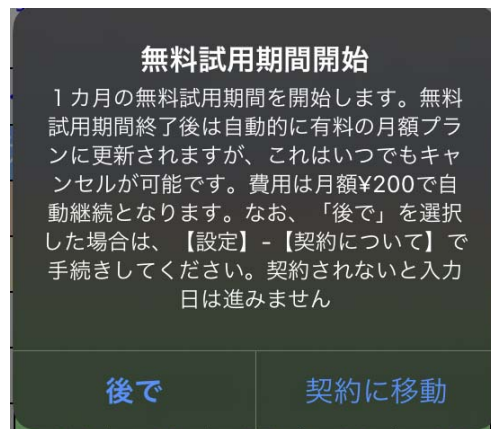 無料試用期間開始
１カ月の無料試用期間を開始します。無料
試用期間終了後は自動的に有料の月額プラ
ンに更新されますが、これはいつでもキャ
ンセルが可能です。費用は月額¥200で自
動継続となります。なお、「後で」を選択
した場合は、【設定】-【契約について】で
手続きしてください。契約されないと入力
日は進みません
後で
契約に移動